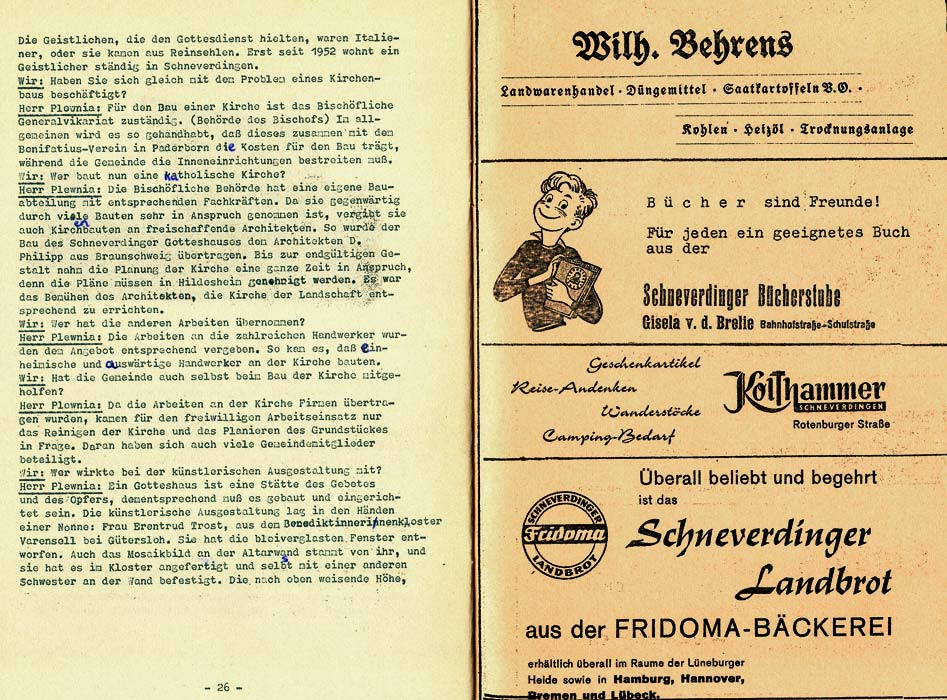 Die Geistlichen, die den Gottesdienst hielten, waren Italie-
ner, oder sie kamen aus Reinsehlen. Erst seit 1952 wohnt ein
Geistlicher ständig in Schneverdingen.
Wir: Haben Sie sich gleich mit dem Problem eines Kirchen-
baus beschäftigt?
Herr Plewnia: Für den Bau einer Kirche ist das Bischöfliche
Generalvikariat zuständig. (Behörde des Bischofs) Im all-
gemeinen wird es so gehandhabt, daß dieses zusammen mit dem
Bonifatius-Verein in Paderborn die Kosten für den Bau trägt,
während die Gemeinde die Inneneinrichtungen bestreiten muß.
Wir: Wer baut nun eine katholische Kirche?
Herr Plewnia: Die Bischöfliche Behörde hat eine eigene Bau-
abteilung mit entsprechenden Fachkräften. Da sie gegenwärtig
durch viele Bauten sehr in Anspruch genommen ist, vergibt sie
auch Kirchenbauten an freischaffende Architekten. So wurde der
Bau des Schneverdinger Gotteshauses dem Architekten D.
Philipp aus Braunschweig übertragen. Bis zur endgültigen Ge-
stalt nahm die Planung der Kirche eine ganze Zeit in Anspruch,
denn die Pläne müssen in Hildesheim genehmigt werden. Es war
das Bemühen des Architekten, die Kirche der Landschaft ent-
sprechend zu errichten.
Wir: Wer hat die anderen Arbeiten übernommen?
Herr Plewnia: Die Arbeiten an die zahlreichen Handwerker wur-
den dem Angebot entsprechend vergeben. So kam es, daß ein-
heimische und auswärtige Handwerker an der Kirche bauten.
Wir: Hat die Gemeinde auch selbst beim Bau der Kirche mitge-
holfen?
Herr Plewnia: Da die Arbeiten an der Kirche Firmen übertra-
gen wurden, kamen für den freiwilligen Arbeitseinsatz nur
das Reinigen der Kirche und das Planieren des Grundstückes
in Frage. Daran haben sich auch viele Gemeindemitglieder
beteiligt.
Wir: Wer wirkte bei der künstlerischen Ausgestaltung mit?
Herr Plewnia: Ein Gotteshaus ist eine Stätte des Gebetes
und des Opfers, dementsprechend muß es gebaut und eingerich-
tet sein. Die künstlerische Ausgestaltung lag in den Händen
einer Nonne: Frau Erentrud Trost, aus dem Benediktinnerinnenkloster
Varensell bei Gütersloh. Sie hat die bleiverglasten Fenster ent-
worfen. Auch das Mosaikbild an der Altarwand stammt von ihr, und
sie hat es in Kloster angefertigt und selbst mit einer anderen
Schwester an der Wand befestigt. Die nach oben weisende Höhe,
- 26 -
Wilh. Behrens
Landwarenhandel · Düngemittel · Saatkartoffeln V.O. ·
Kohlen · Heizöl · Trocknungsanlage
Bücher sind Freunde!
Für jeden ein geeignetes Buch
aus der
Schneverdinger Bücherstube
Gisela v. d. Brelie Bahnhofstraße-Schulstraße
Geschenkartikel
Reise-Andenken
Wanderstöcke
Camping-Bedarf
Kolthammer
SCHNEVERDINGEN
Rotenburger Straße
Überall beliebt und begehrt
ist das
SCHNEVERDINGER
Fridoma
LANDBROT
Schneverdinger
Landbrot
aus der FRIDOMA-BÄCKEREI
erhältlich überall im Raume der Lüneburger
Heide sowie in Hamburg, Hannover,
Bremen und Lübeck.